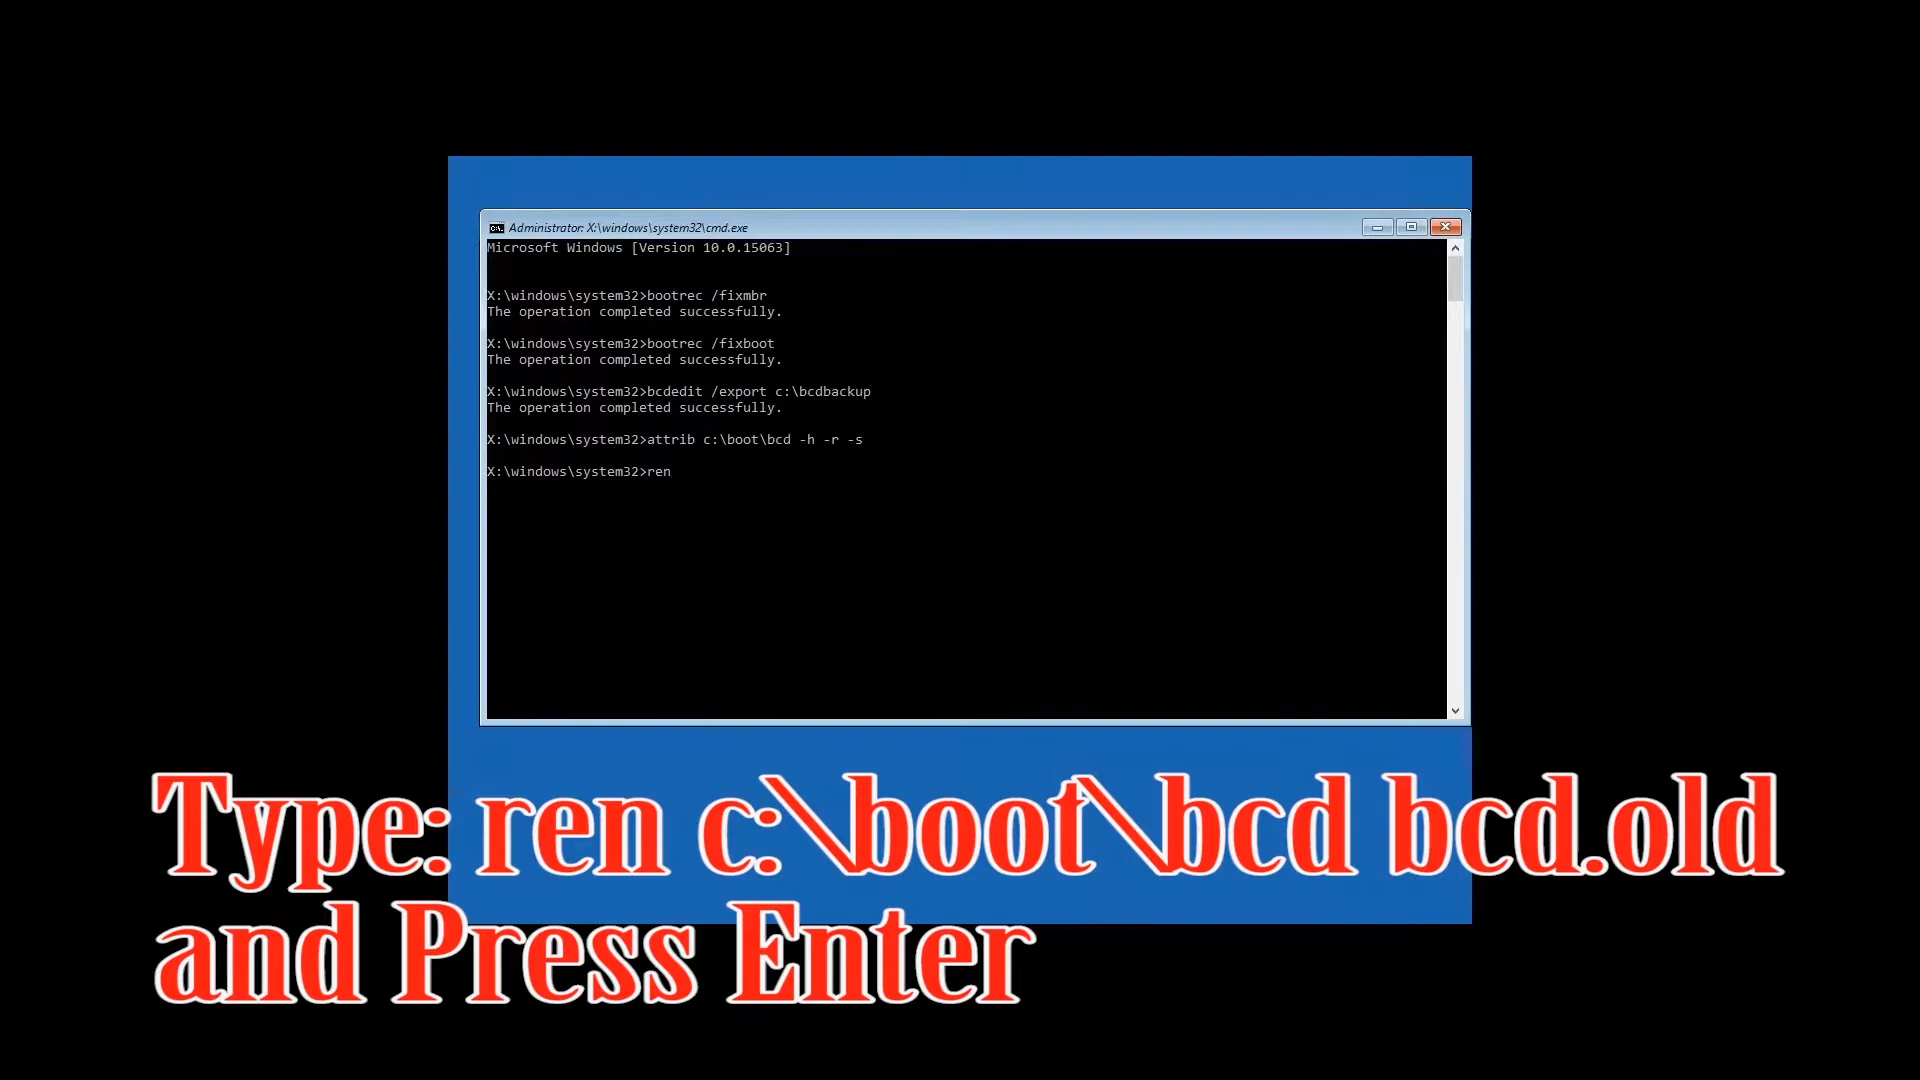 Administrator: X:\windows\system32\cmd.exe
Microsoft Windows [Version 10.0.15063]
X:\windows\system32>bootrec /fixmbr
The operation completed successfully.
X:\windows\system32>bootrec /fixboot
The operation completed successfully.
X:\windows\system32>bcdedit /export c:\bcdbackup
The operation completed successfully.
X:\windows\system32>attrib c:\boot\bcd -h -r -s
X:\windows\system32>ren
Type: ren c:\boot\bcd bcd.old
and Press Enter